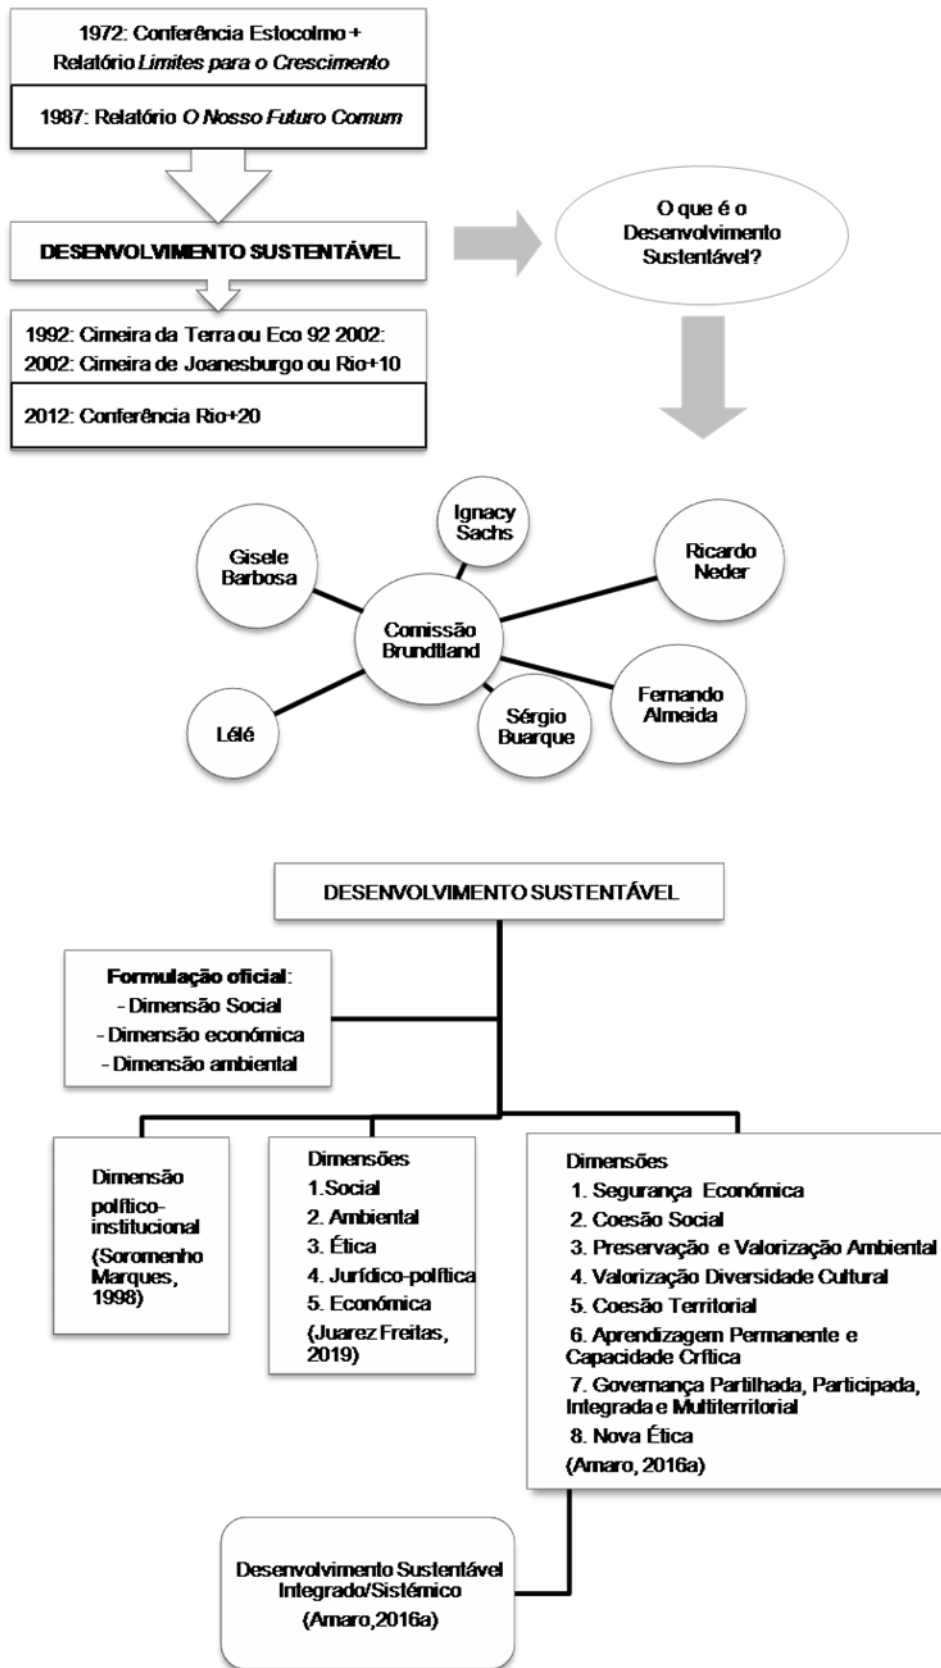 1972: Conferência Estocolmo +
Relatório Limites para o Crescimento
1987: Relatório O Nosso Futuro Comum
DESENVOLVIMENTO SUSTENTÁVEL
O que é o
Desenvolvimento
Sustentável?
1992: Cimeira da Terra ou Eco 92 2002:
2002: Cimeira de Joanesburgo ou Rio+10
2012: Conferência Rio+20
Ignacy
Sachs
Gisele
Barbosa
Ricardo
Neder
Comissão
Brundtland
Lélé
Sérgio
Buarque
Fernando
Almeida
DESENVOLVIMENTO SUSTENTÁVEL
Formulação oficial:
- Dimensão Social
- Dimensão económica
- Dimensão ambiental
Dimensão
político-
institucional
(Soromenho
Marques,
1998)
Dimensões
1.Social
2. Ambiental
3. Ética
4. Jurídico-política
5. Económica
(Juarez Freitas,
2019)
Dimensões
1. Segurança Económica
2. Coesão Social
3. Preservação e Valorização Ambiental
4. Valorização Diversidade Cultural
5. Coesão Territorial
6. Aprendizagem Permanente e
Capacidade Crítica
7. Governança Partilhada, Participada,
Integrada e Multiterritorial
8. Nova Ética
(Amaro, 2016a)
Desenvolvimento Sustentável
Integrado/Sistémico
(Amaro,2016a)